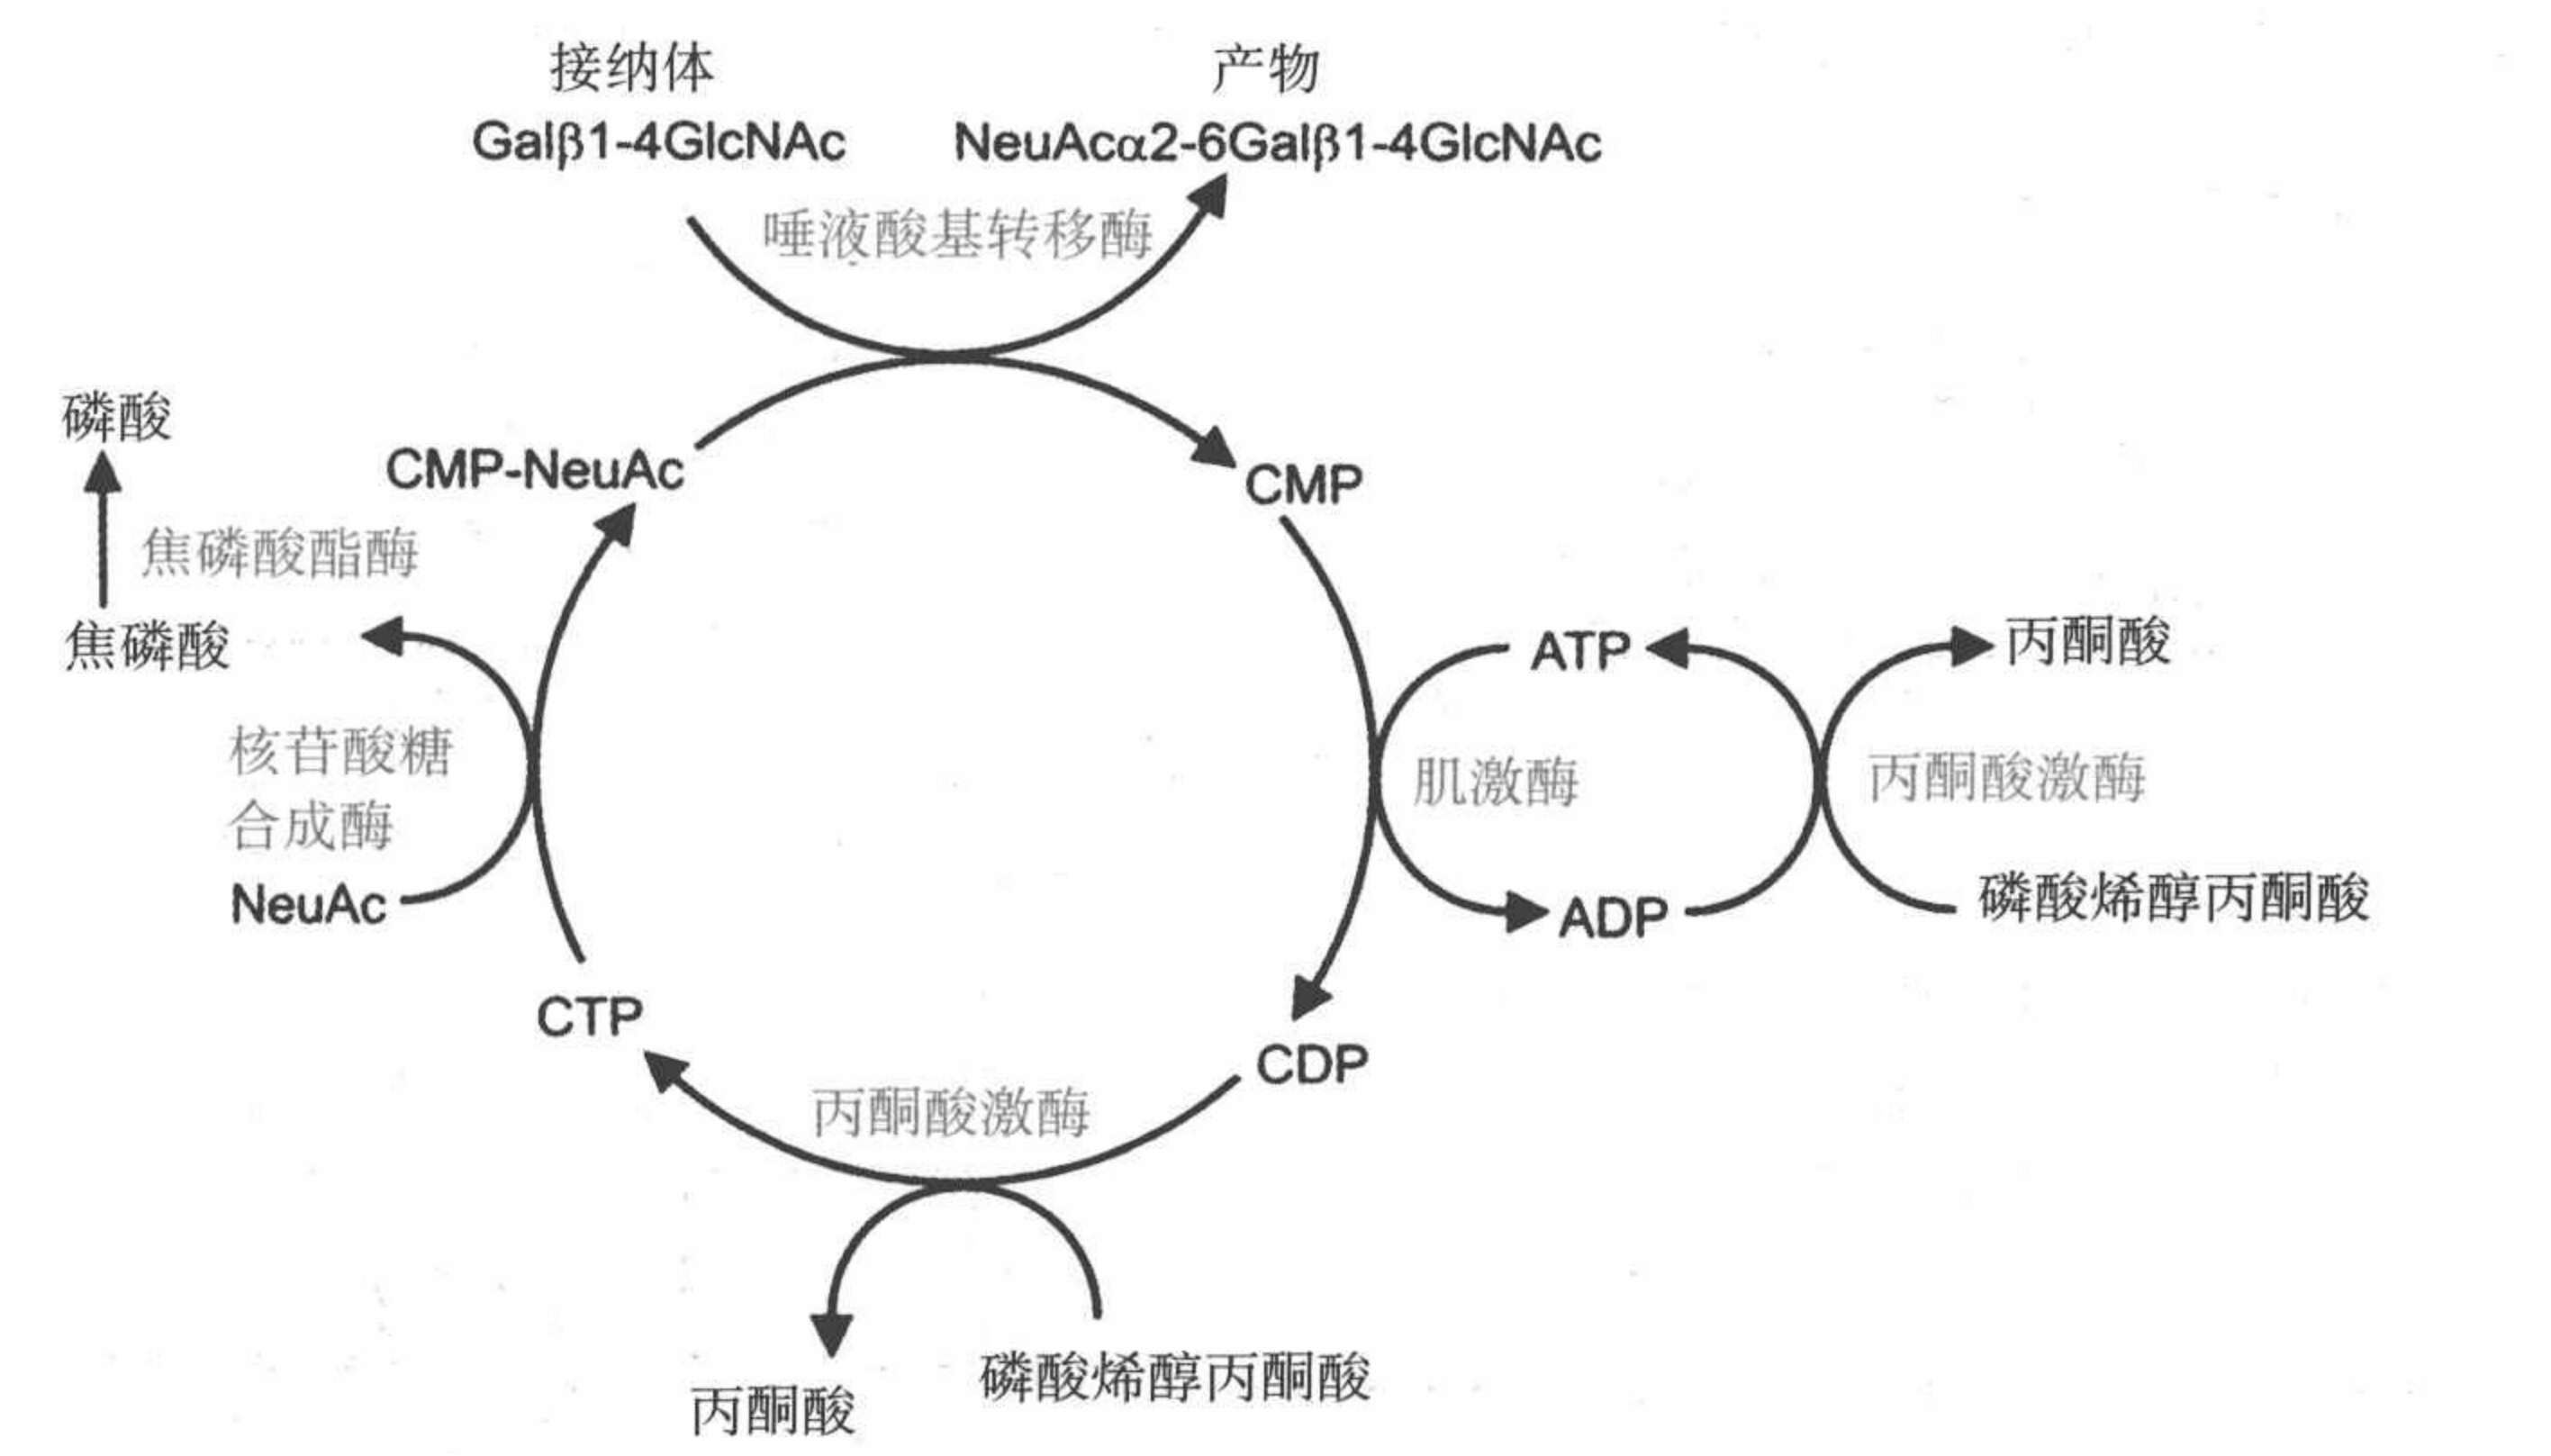 接纳体
产物
Galβ1-4GlcNAc
NeuAcα2-6Galβ1-4GlcNAc
唾液酸基转移酶
磷酸
CMP-NeuAc
CMP
焦磷酸酯酶
焦磷酸
ATP
丙酮酸
核苷酸糖
合成酶
肌激酶
丙酮酸激酶
NeuAc
ADP
磷酸烯醇丙酮酸
CTP
CDP
丙酮酸激酶
丙酮酸
磷酸烯醇丙酮酸